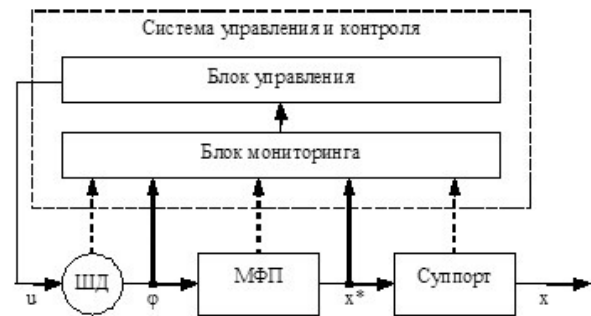 Система управления и контроля
Блок управления
Блок мониторинга
ШД
МФП
Суппорт
u
φ
x*
x